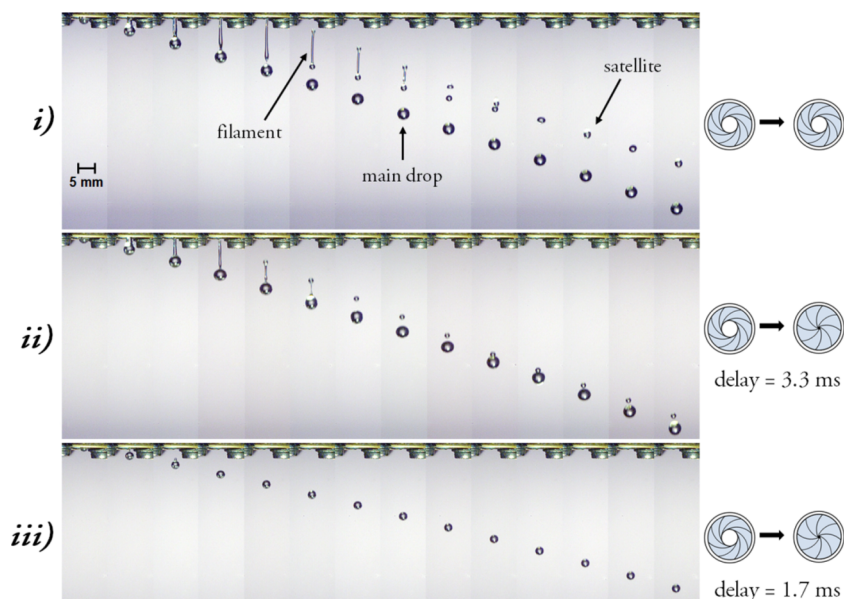 i)
filament
main drop
satellite
5 mm
ii)
delay = 3.3 ms
iii)
delay = 1.7 ms